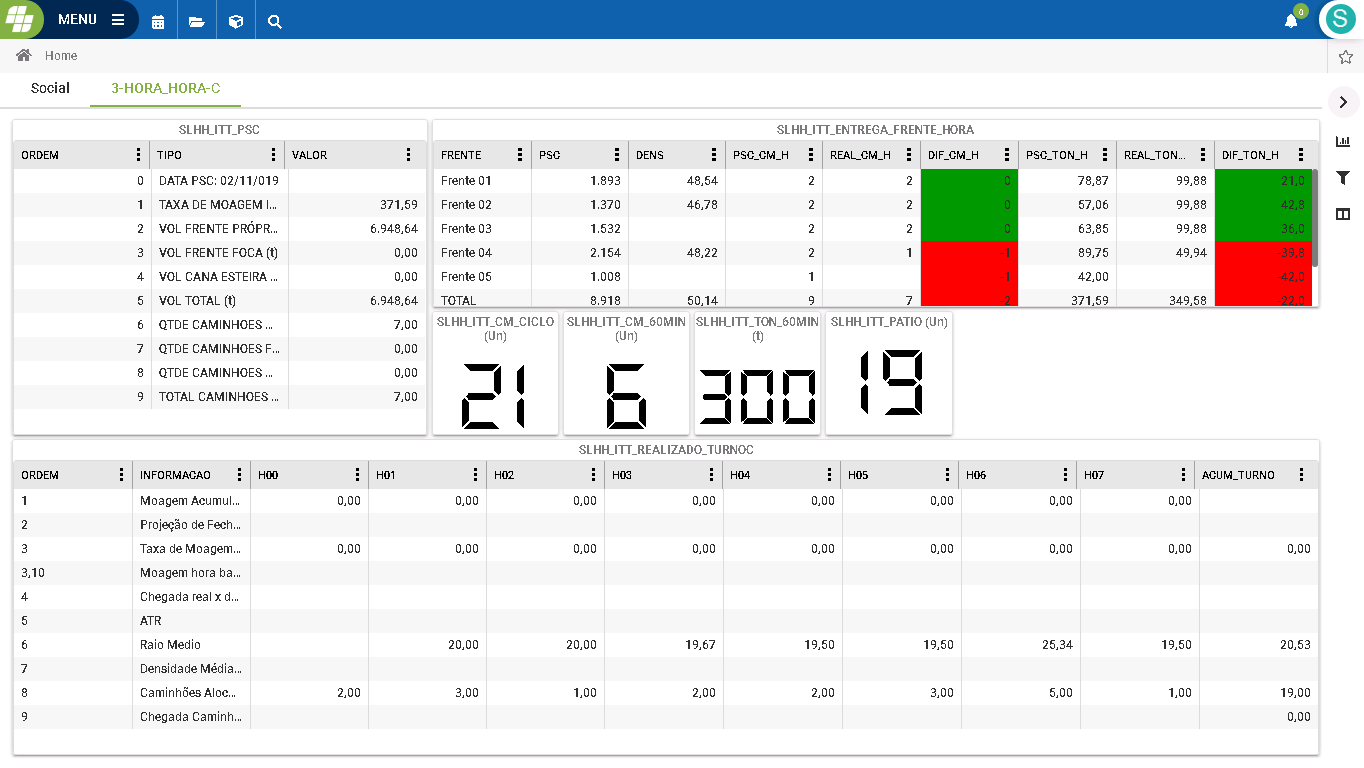 MENU
0
S
Home
Social 3-HORA_HORA-C
SLHH_ITT_PSC
ORDEM TIPO VALOR
0 DATA PSC: 02/11/019
1 TAXA DE MOAGEM I... 371,59
2 VOL FRENTE PRÓPR... 6.948,64
3 VOL FRENTE FOCA (t) 0,00
4 VOL CANA ESTEIRA ... 0,00
5 VOL TOTAL (t) 6.948,64
6 QTDE CAMINHOES ... 7,00
7 QTDE CAMINHOES F... 0,00
8 QTDE CAMINHOES ... 0,00
9 TOTAL CAMINHOES ... 7,00
SLHH_ITT_ENTREGA_FRENTE_HORA
FRENTE PSC DENS PSC_CM_H REAL_CM_H DIF_CM_H PSC_TON_H REAL_TON... DIF_TON_H
Frente 01 1.893 48,54 2 2 0 78,87 99,88 21,0
Frente 02 1.370 46,78 2 2 0 57,06 99,88 42,8
Frente 03 1.532 2 2 0 63,85 99,88 36,0
Frente 04 2.154 48,22 2 1 -1 89,75 49,94 -39,8
Frente 05 1.008 1 -1 42,00 -42,0
TOTAL 8.918 50,14 9 7 -2 371,59 349,58 -22,0
SLHH_ITT_CM_CICLO
(Un)
21
SLHH_ITT_CM_60MIN
(Un)
6
SLHH_ITT_TON_60MIN
(t)
300
SLHH_ITT_PATIO (Un)
19
SLHH_ITT_REALIZADO_TURNOC
ORDEM INFORMACAO H00 H01 H02 H03 H04 H05 H06 H07 ACUM_TURNO
1 Moagem Acumul... 0,00 0,00 0,00 0,00 0,00 0,00 0,00 0,00
2 Projeção de Fech...
3 Taxa de Moagem... 0,00 0,00 0,00 0,00 0,00 0,00 0,00 0,00 0,00
3,10 Moagem hora ba...
4 Chegada real x d...
5 ATR
6 Raio Medio 20,00 20,00 19,67 19,50 19,50 25,34 19,50 20,53
7 Densidade Média...
8 Caminhões Aloc... 2,00 3,00 1,00 2,00 2,00 3,00 5,00 1,00 19,00
9 Chegada Caminh... 0,00